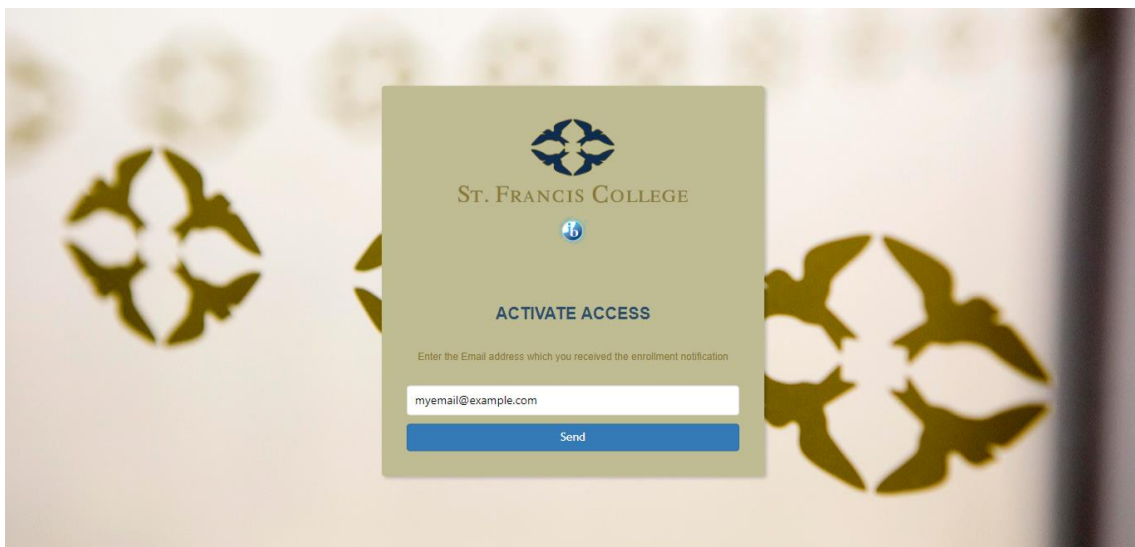 ST. FRANCIS COLLEGE
ib
ACTIVATE ACCESS
Enter the Email address which you received the enrollment notification
myemail@example.com
Send